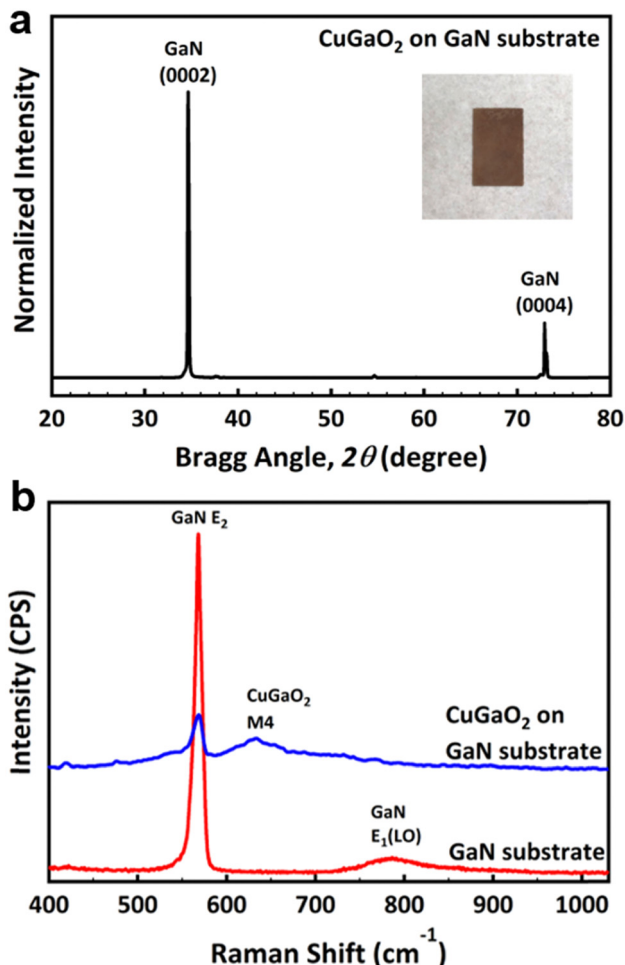 a
CuGaO₂ on GaN substrate
GaN
(0002)
GaN
(0004)
Normalized Intensity
20 30 40 50 60 70 80
Bragg Angle, 2θ (degree)
b
GaN E₂
CuGaO₂
M4
CuGaO₂ on
GaN substrate
GaN
E₁(LO)
GaN substrate
Intensity (CPS)
400 500 600 700 800 900 1000
Raman Shift (cm⁻¹)